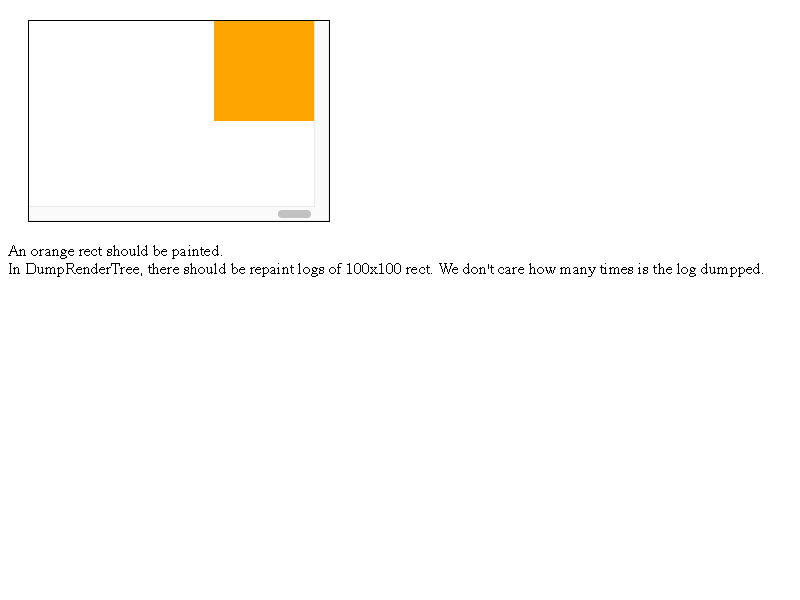 An orange rect should be painted.
In DumpRenderTree, there should be repaint logs of 100x100 rect. We don't care how many times is the log dumpped.